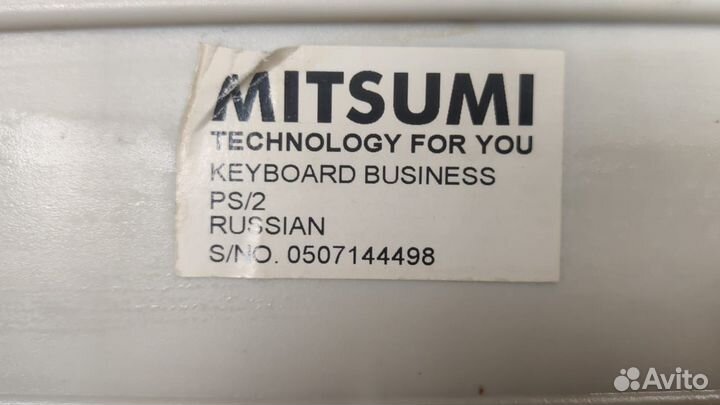 MITSUMI
TECHNOLOGY FOR YOU
KEYBOARD BUSINESS
PS/2
RUSSIAN
S/NO. 0507144498
Avito